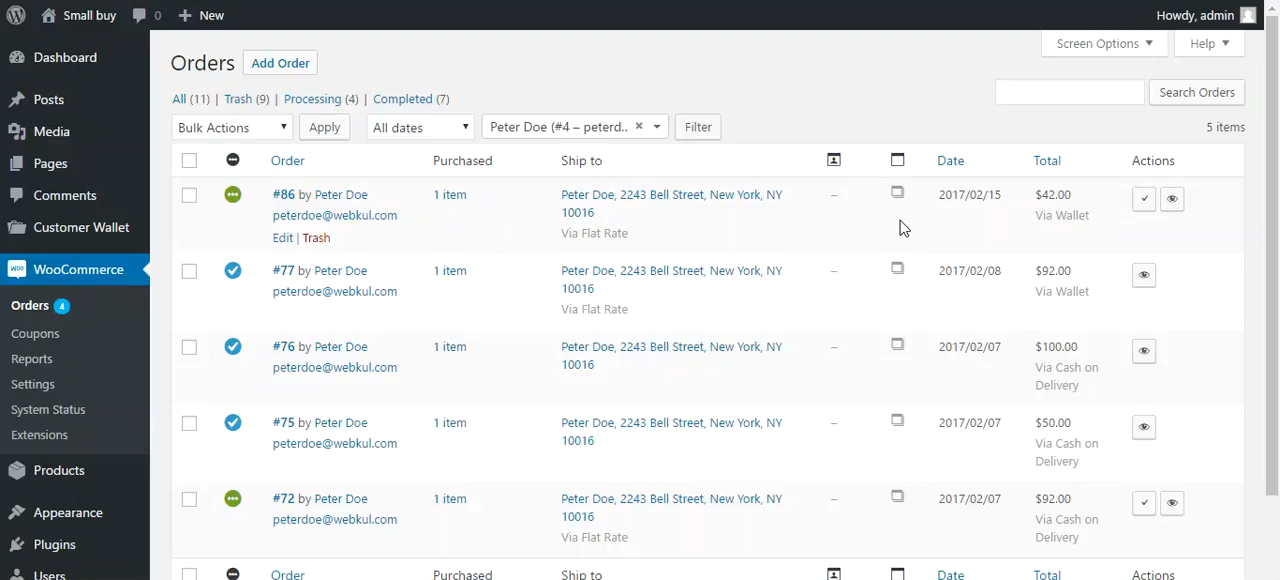 Small buy 0 New Howdy, admin
Screen Options Help
Dashboard
Posts
Media
Pages
Comments
Customer Wallet
WOO WooCommerce
Orders 4
Coupons
Reports
Settings
System Status
Extensions
Products
Appearance
Plugins
Users
Orders Add Order
All (11) | Trash (9) | Processing (4) | Completed (7)
Search Orders
Bulk Actions Apply All dates Peter Doe (#4 – peterd.. × Filter 5 items
Order Purchased Ship to Date Total Actions
#86 by Peter Doe 1 item Peter Doe, 2243 Bell Street, New York, NY – 2017/02/15 $42.00
peterdoe@webkul.com 10016 Via Wallet
Edit | Trash Via Flat Rate
#77 by Peter Doe 1 item Peter Doe, 2243 Bell Street, New York, NY – 2017/02/08 $92.00
peterdoe@webkul.com 10016 Via Wallet
Via Flat Rate
#76 by Peter Doe 1 item Peter Doe, 2243 Bell Street, New York, NY – 2017/02/07 $100.00
peterdoe@webkul.com 10016 Via Cash on
Delivery
#75 by Peter Doe 1 item Peter Doe, 2243 Bell Street, New York, NY – 2017/02/07 $50.00
peterdoe@webkul.com 10016 Via Cash on
Delivery
#72 by Peter Doe 1 item Peter Doe, 2243 Bell Street, New York, NY – 2017/02/07 $92.00
peterdoe@webkul.com 10016 Via Cash on
Via Flat Rate Delivery
Order Purchased Ship to Date Total Actions